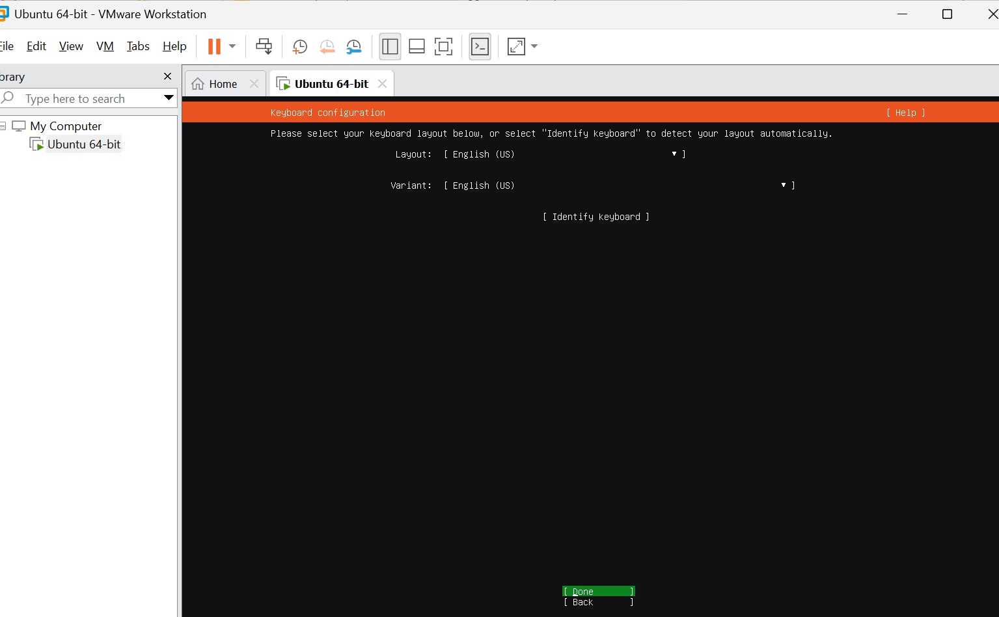 Ubuntu 64-bit - VMware Workstation
File Edit View VM Tabs Help
brary
Type here to search
My Computer
Ubuntu 64-bit
Home
Ubuntu 64-bit
Keyboard configuration [ Help ]
Please select your keyboard layout below, or select "Identify keyboard" to detect your layout automatically.
Layout: [ English (US) ▾ ]
Variant: [ English (US) ▾ ]
[ Identify keyboard ]
[ Done ]
[ Back ]